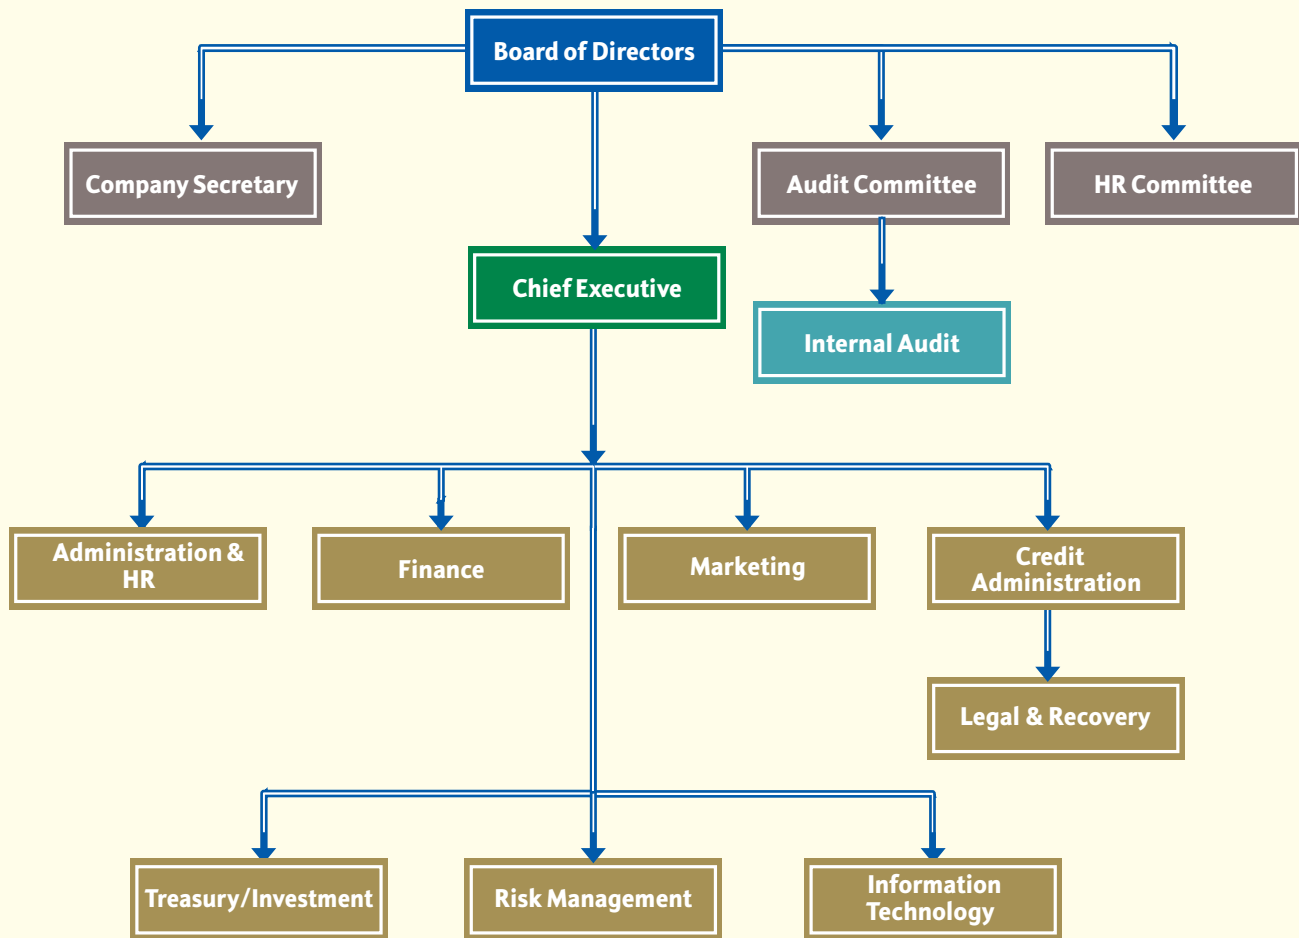 Board of Directors
Company Secretary
Audit Committee
HR Committee
Chief Executive
Internal Audit
Administration &
HR
Finance
Marketing
Credit
Administration
Legal & Recovery
Treasury/Investment
Risk Management
Information
Technology